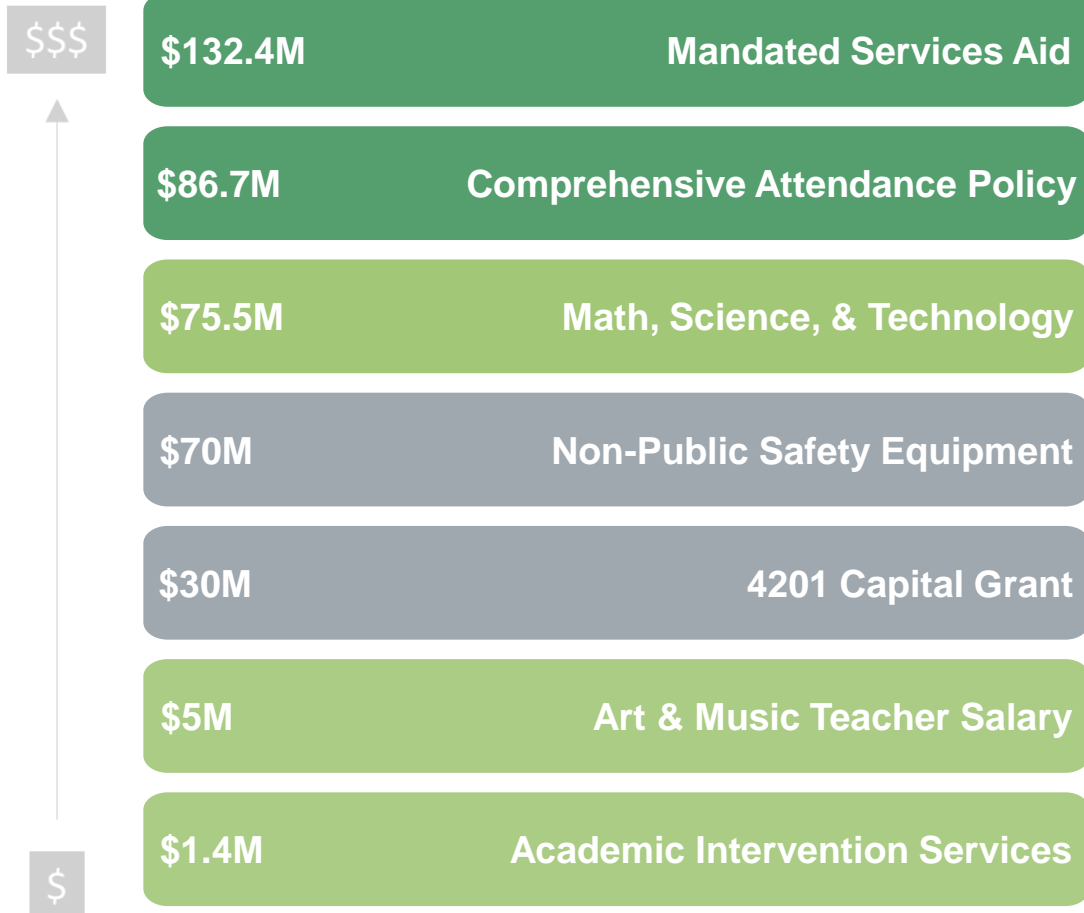 $$$
$132.4M Mandated Services Aid
$86.7M Comprehensive Attendance Policy
$75.5M Math, Science, & Technology
$70M Non-Public Safety Equipment
$30M 4201 Capital Grant
$5M Art & Music Teacher Salary
$1.4M Academic Intervention Services
$